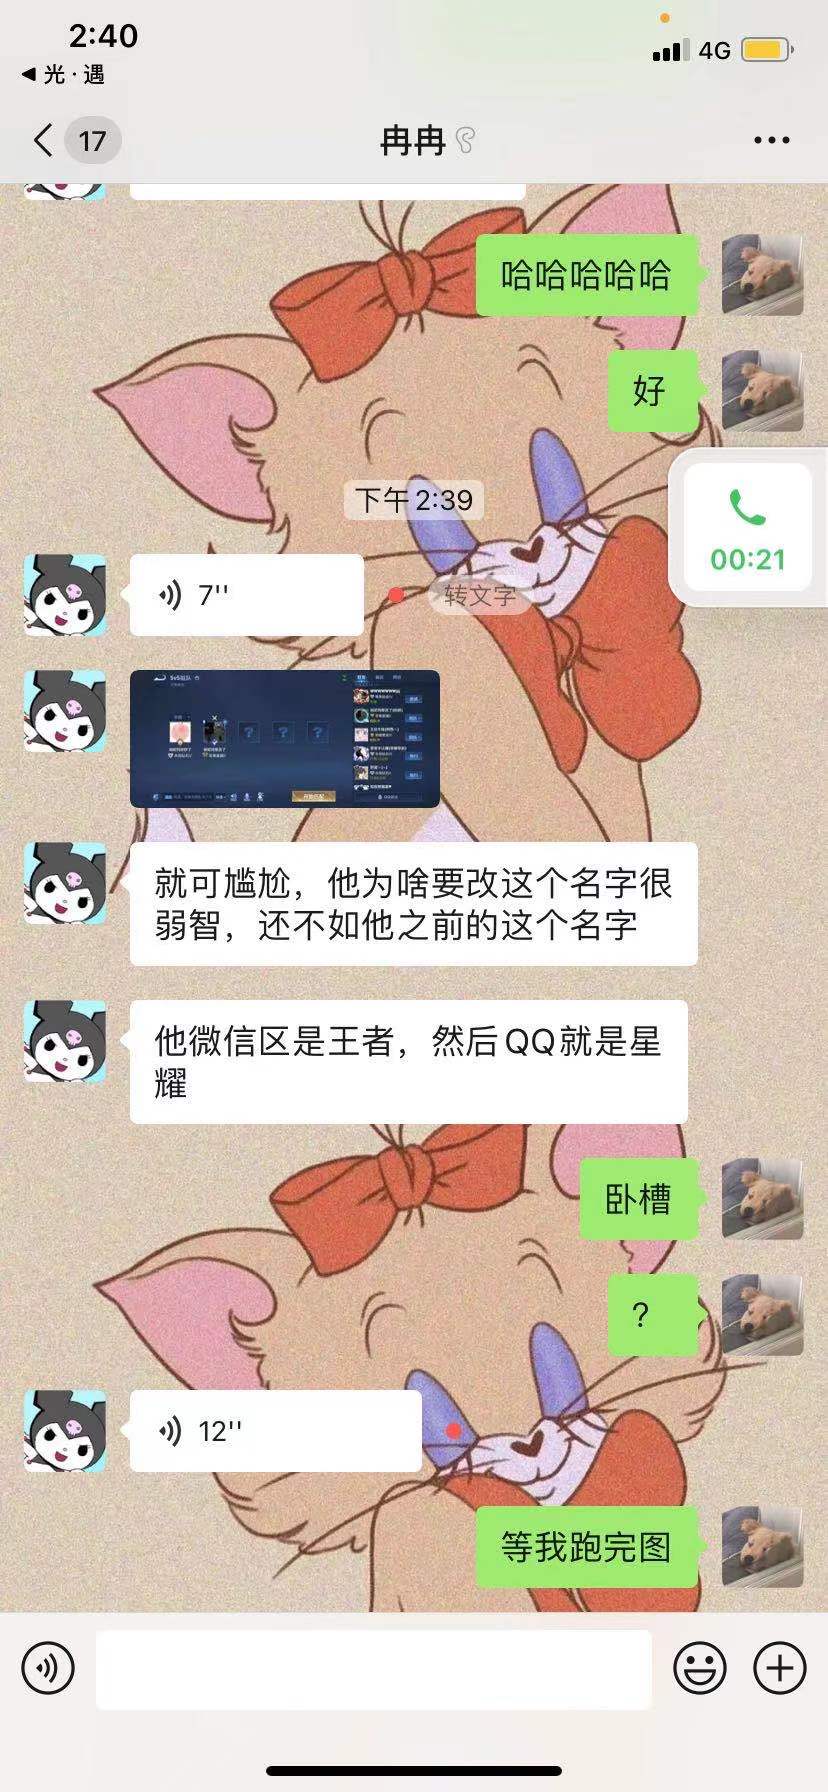 2:40
4G
光·遇
17
冉冉
哈哈哈哈哈
好
下午 2:39
00:21
7''
转文字
5v5组队
开始匹配
就可尴尬，他为啥要改这个名字很
弱智，还不如他之前的这个名字
他微信区是王者，然后QQ就是星
耀
卧槽
？
12''
等我跑完图